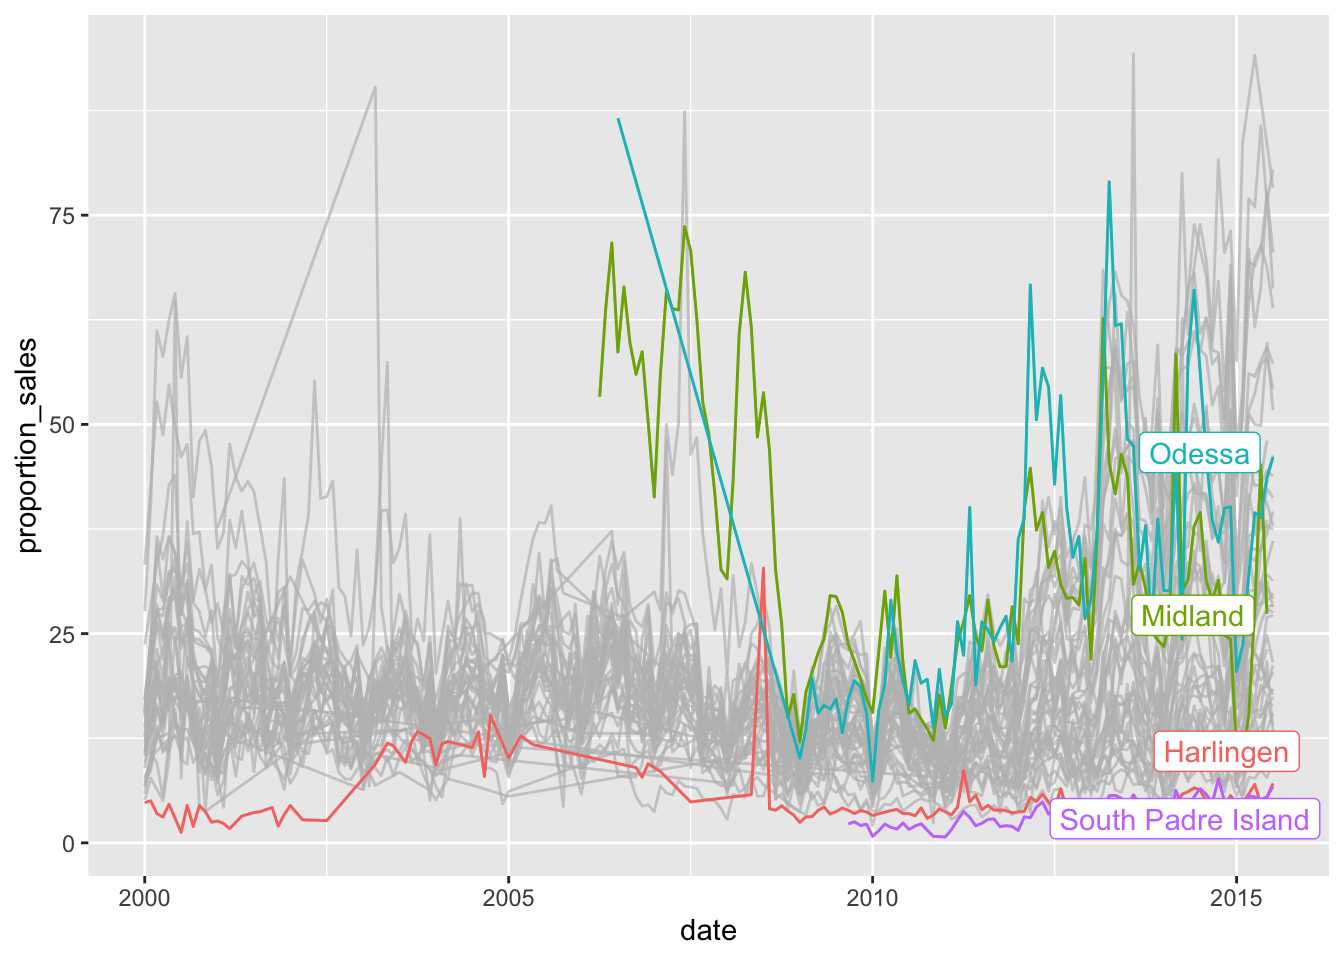 75
50
25
0
proportion_sales
Odessa
Midland
Harlingen
South Padre Island
2000
2005
2010
2015
date